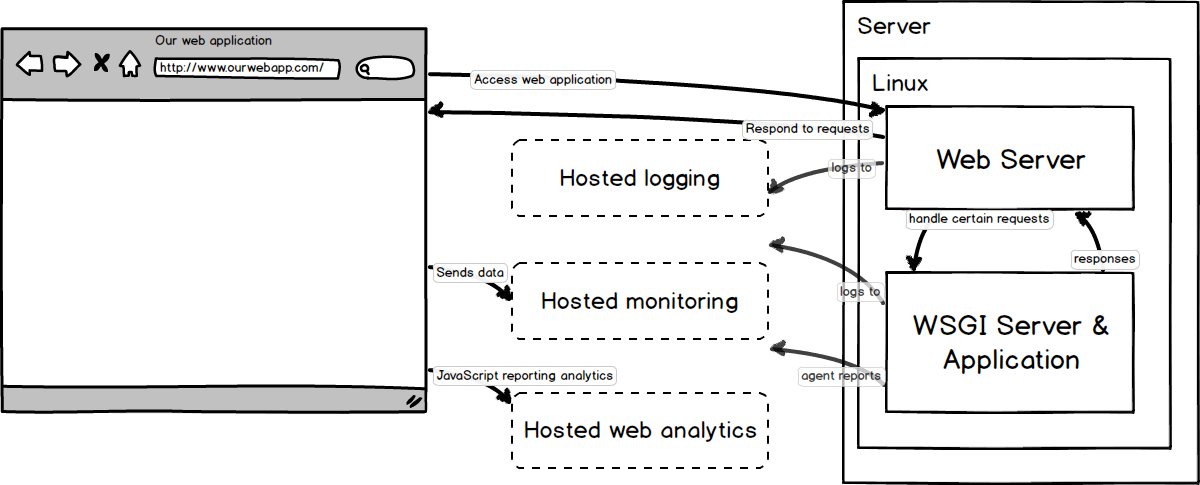 Server
Our web application
http://www.ourwebapp.com/
Linux
Access web application
Respond to requests
Web Server
logs to
Hosted logging
handle certain requests
responses
Sends data
Hosted monitoring
logs to
WSGI Server &
Application
JavaScript reporting analytics
agent reports
Hosted web analytics